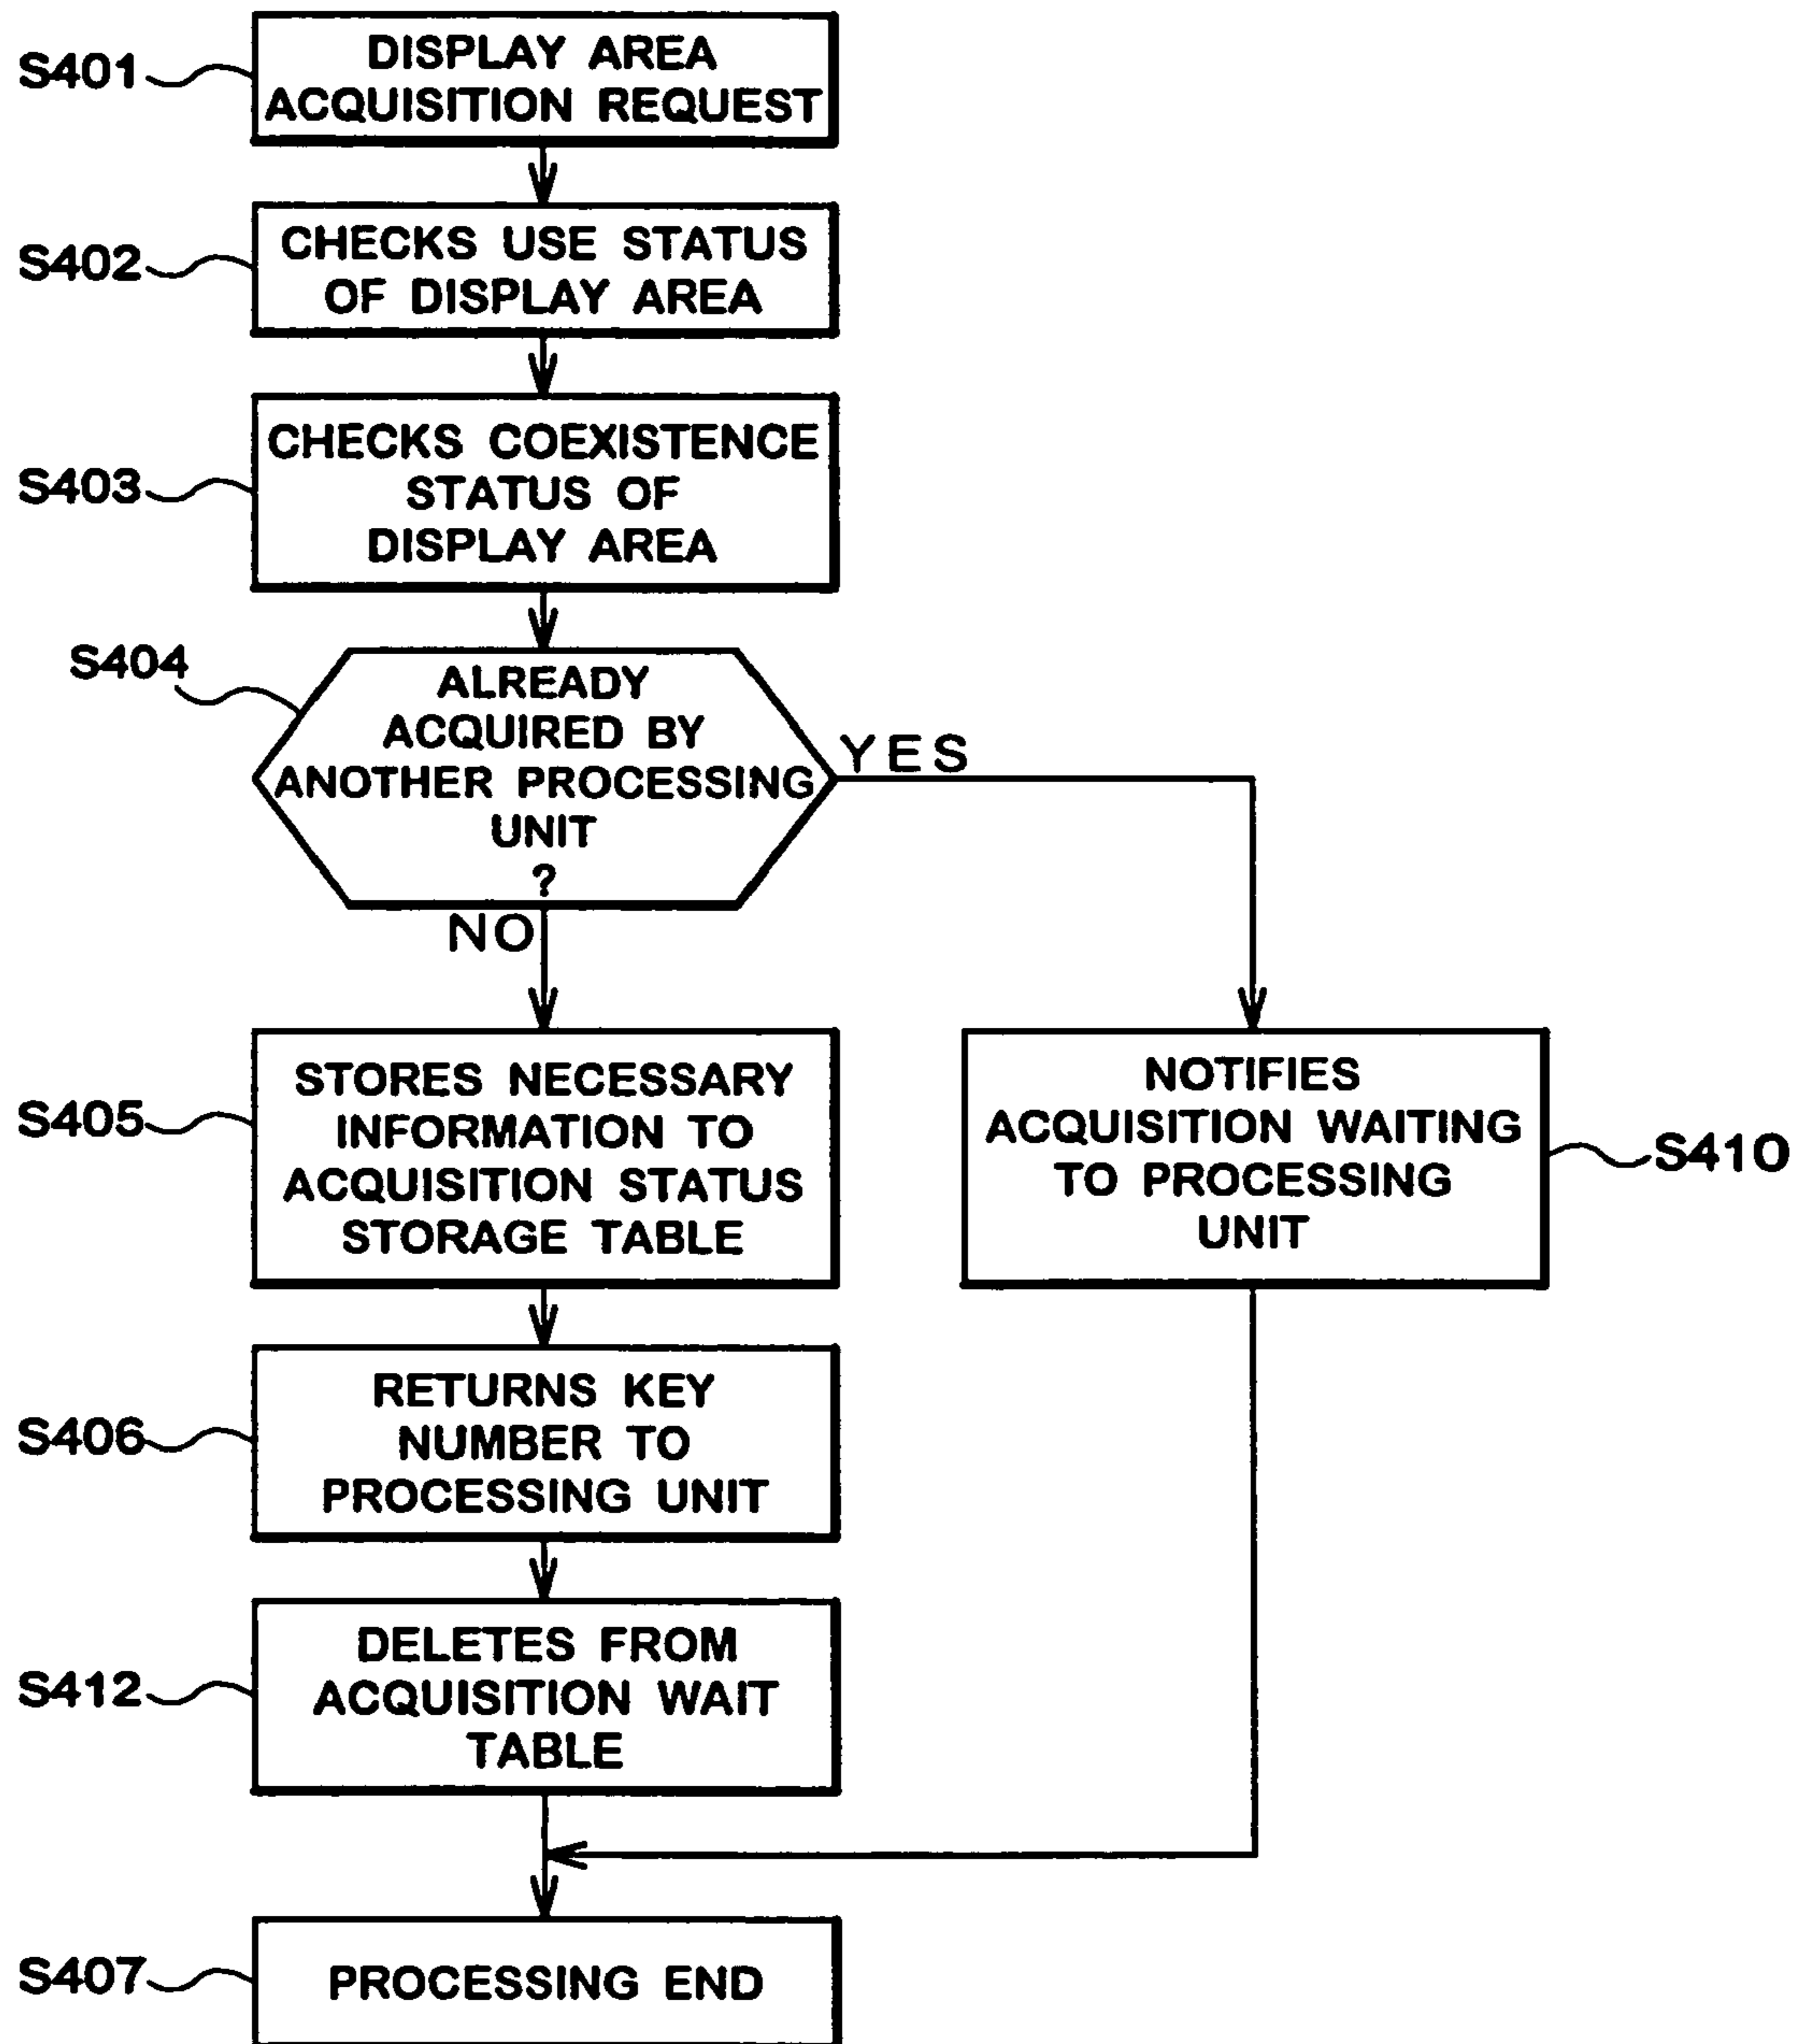 S401
DISPLAY AREA
ACQUISITION REQUEST
S402
CHECKS USE STATUS
OF DISPLAY AREA
S403
CHECKS COEXISTENCE
STATUS OF
DISPLAY AREA
S404
ALREADY
ACQUIRED BY
ANOTHER PROCESSING
UNIT
?
YES
NO
S405
STORES NECESSARY
INFORMATION TO
ACQUISITION STATUS
STORAGE TABLE
NOTIFIES
ACQUISITION WAITING
TO PROCESSING
UNIT
S410
S406
RETURNS KEY
NUMBER TO
PROCESSING UNIT
S412
DELETES FROM
ACQUISITION WAIT
TABLE
S407
PROCESSING END